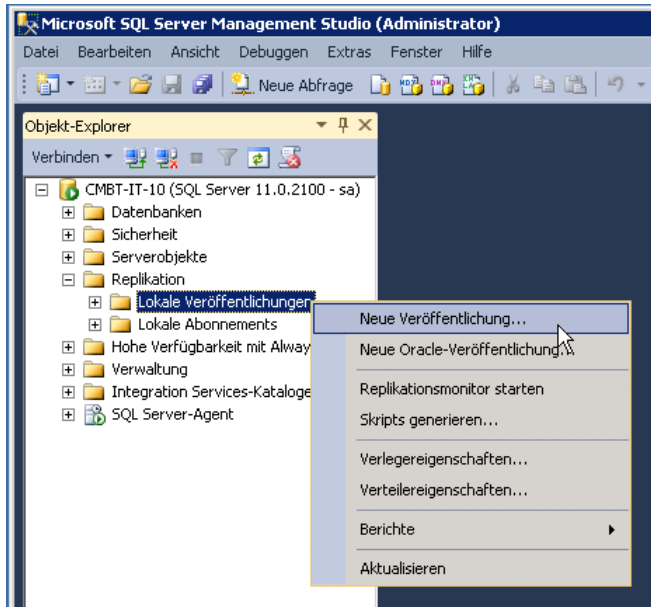 Microsoft SQL Server Management Studio (Administrator)
Datei Bearbeiten Ansicht Debuggen Extras Fenster Hilfe
Neue Abfrage
Objekt-Explorer
Verbinden
CMBT-IT-10 (SQL Server 11.0.2100 - sa)
Datenbanken
Sicherheit
Serverobjekte
Replikation
Lokale Veröffentlichungen
Lokale Abonnements
Hohe Verfügbarkeit mit Alway
Verwaltung
Integration Services-Kataloge
SQL Server-Agent
Neue Veröffentlichung...
Neue Oracle-Veröffentlichung...
Replikationsmonitor starten
Skripts generieren...
Verlegereigenschaften...
Verteilereigenschaften...
Berichte
Aktualisieren